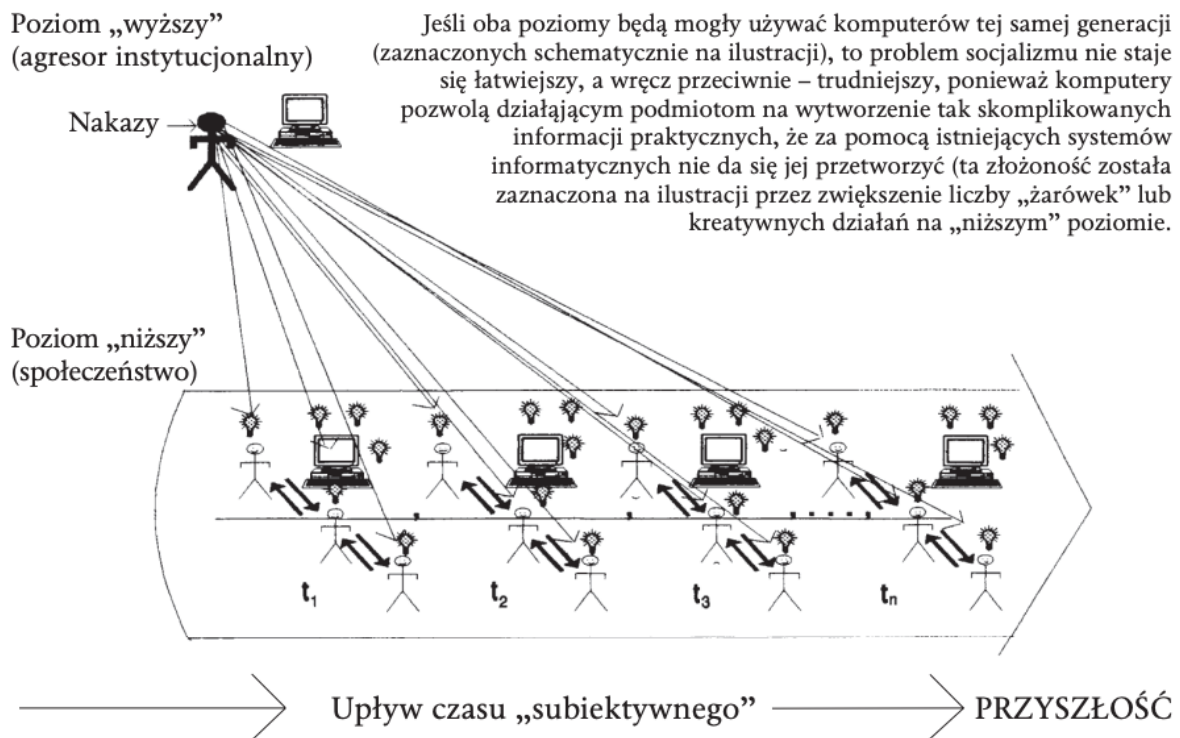 Poziom „wyższy”
(agresor instytucjonalny)
Nakazy
Jeśli oba poziomy będą mogły używać komputerów tej samej generacji
(zaznaczonych schematycznie na ilustracji), to problem socjalizmu nie staje
się łatwiejszy, a wręcz przeciwnie – trudniejszy, ponieważ komputery
pozwolą działąjącym podmiotom na wytworzenie tak skomplikowanych
informacji praktycznych, że za pomocą istniejących systemów
informatycznych nie da się jej przetworzyć (ta złożoność została
zaznaczona na ilustracji przez zwiększenie liczby „żarówek” lub
kreatywnych działań na „niższym” poziomie.
Poziom „niższy”
(społeczeństwo)
t₁ t₂ t₃ tₙ
Upływ czasu „subiektywnego” PRZYSZŁOŚĆ